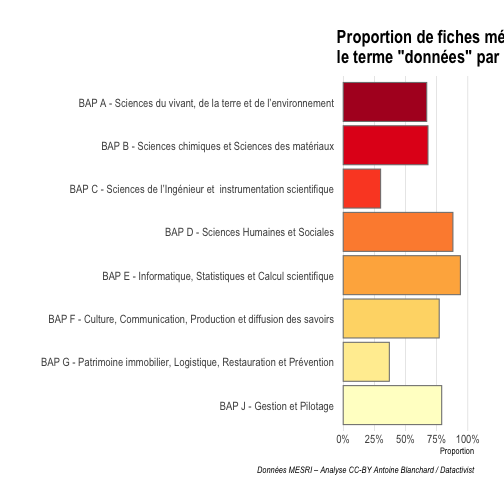 Proportion de fiches mé
le terme "données" par
BAP A - Sciences du vivant, de la terre et de l'environnement
BAP B - Sciences chimiques et Sciences des matériaux
BAP C - Sciences de l'Ingénieur et  instrumentation scientifique
BAP D - Sciences Humaines et Sociales
BAP E - Informatique, Statistiques et Calcul scientifique
BAP F - Culture, Communication, Production et diffusion des savoirs
BAP G - Patrimoine immobilier, Logistique, Restauration et Prévention
BAP J - Gestion et Pilotage
0% 25% 50% 75% 100%
Proportion
Données MESRI – Analyse CC-BY Antoine Blanchard / Datactivist